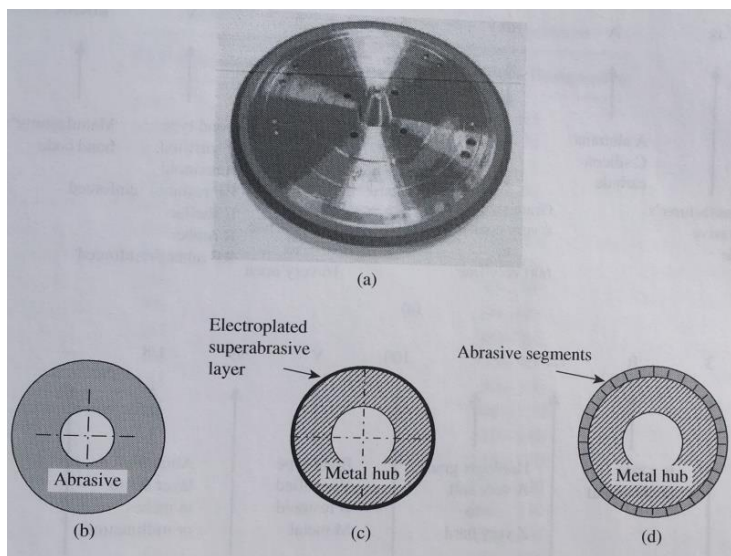 (a)
Electroplated
superabrasive
layer
Abrasive segments
Abrasive
Metal hub
Metal hub
(b)
(c)
(d)